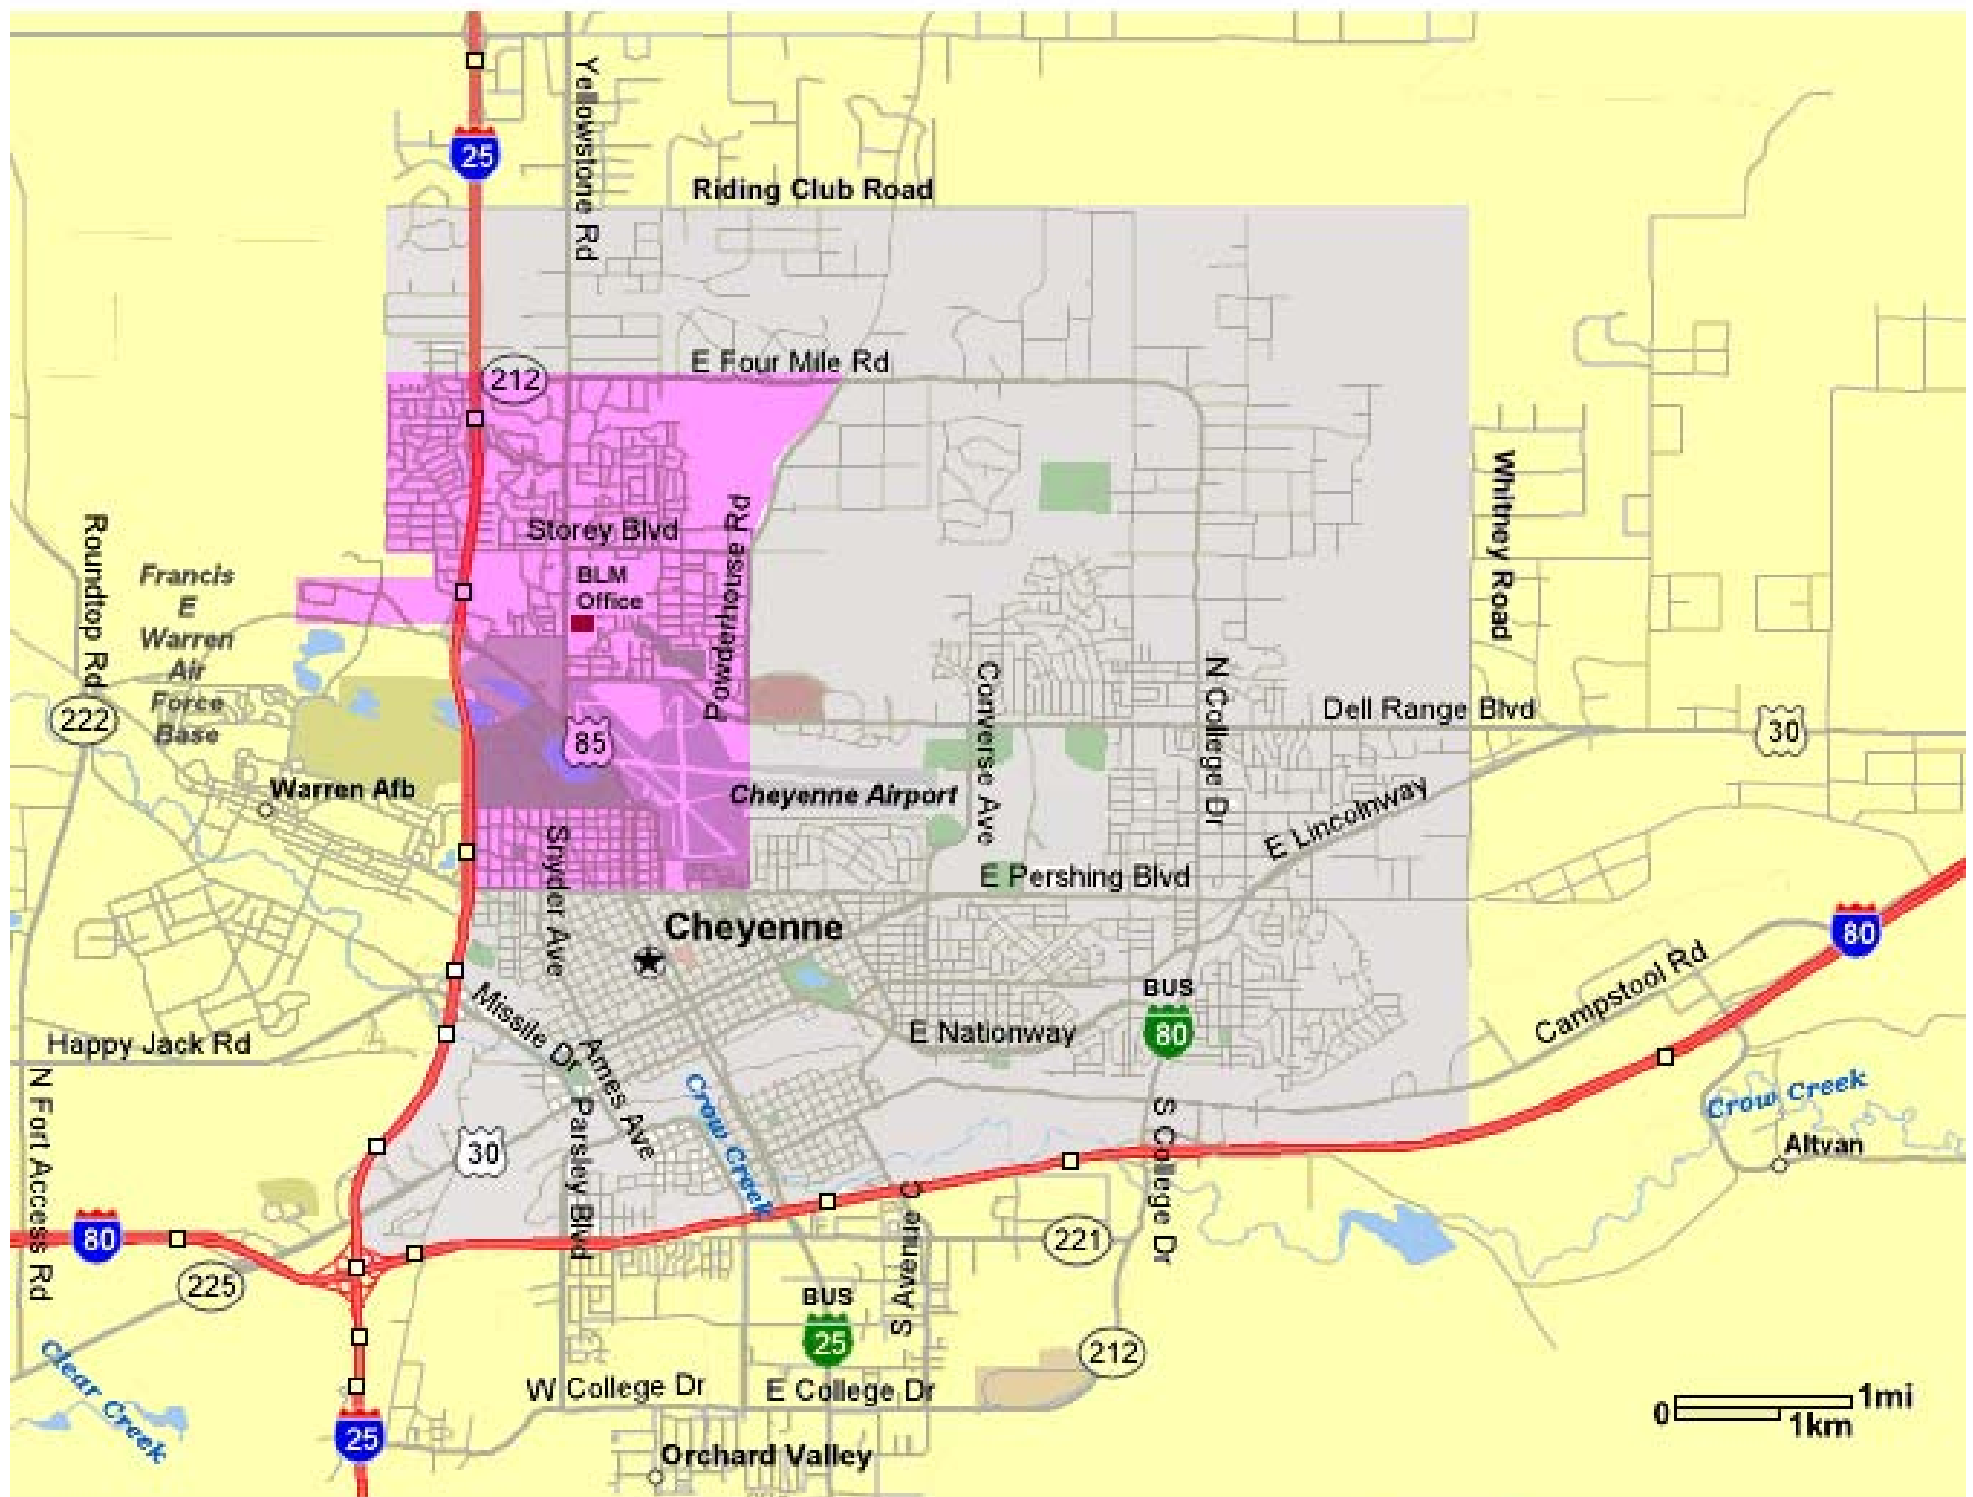 Yellowstone Rd
25
Riding Club Road
E Four Mile Rd
212
Storey Blvd
Powderhouse Rd
BLM
Office
Whitney Road
Roundtop Rd
Francis
E
Warren
Air
Force
Base
222
85
Converse Ave
N College Dr
Dell Range Blvd
30
Warren Afb
Cheyenne Airport
Snyder Ave
E Lincolnway
E Pershing Blvd
Cheyenne
80
Campstool Rd
Missile Dr
BUS
80
E Nationway
Happy Jack Rd
Ames Ave
Crow Creek
N Fort Access Rd
Parsley Blvd
S College Dr
Crow Creek
Altvan
30
80
225
221
S Avenue C
BUS
25
212
Clear Creek
W College Dr
E College Dr
25
Orchard Valley
0
1mi
1km